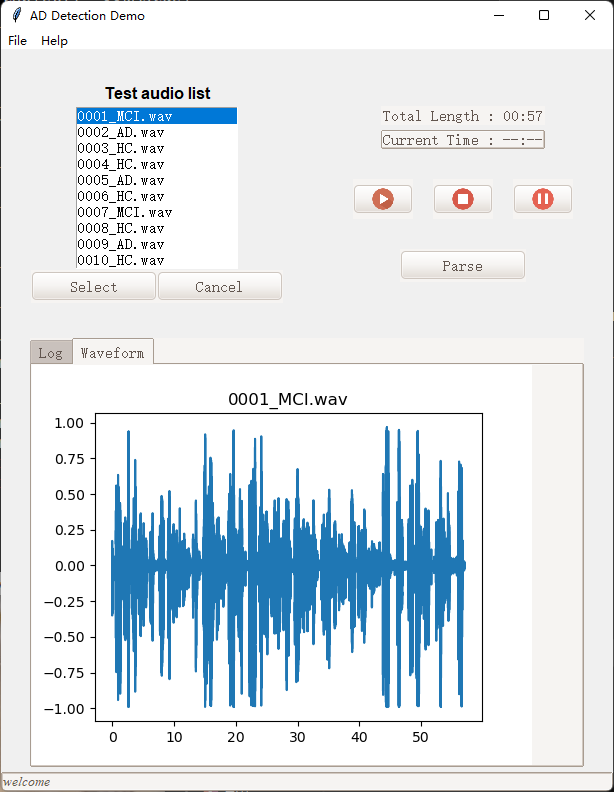 AD Detection Demo
File Help
Test audio list
0001_MCI.wav
0002_AD.wav
0003_HC.wav
0004_HC.wav
0005_AD.wav
0006_HC.wav
0007_MCI.wav
0008_HC.wav
0009_AD.wav
0010_HC.wav
Select Cancel
Total Length : 00:57
Current Time : --:--
Parse
Log Waveform
0001_MCI.wav
1.00
0.75
0.50
0.25
0.00
−0.25
−0.50
−0.75
−1.00
0 10 20 30 40 50
welcome